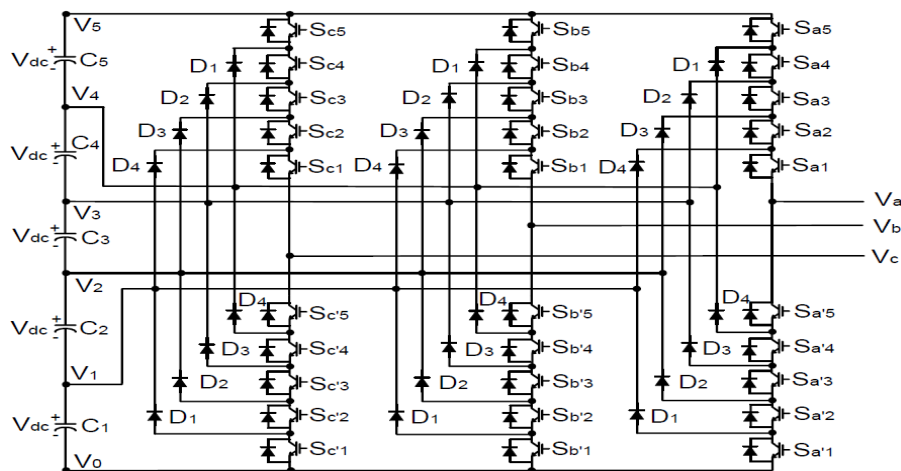 V5 Sc5 Sb5 Sa5
+
Vdc C5 D1 Sc4 D1 Sb4 D1 Sa4
-
V4 D2 Sc3 D2 Sb3 D2 Sa3
D3 Sc2 D3 Sb2 D3 Sa2
+ C4
Vdc D4 Sc1 D4 Sb1 D4 Sa1
-
V3 Va
+
Vdc C3 Vb
-
V2 Vc
+
Vdc C2 D4 Sc'5 D4 Sb'5 D4 Sa'5
-
D3 Sc'4 D3 Sb'4 D3 Sa'4
V1 D2 Sc'3 D2 Sb'3 D2 Sa'3
+
Vdc C1 D1 Sc'2 D1 Sb'2 D1 Sa'2
-
V0 Sc'1 Sb'1 Sa'1